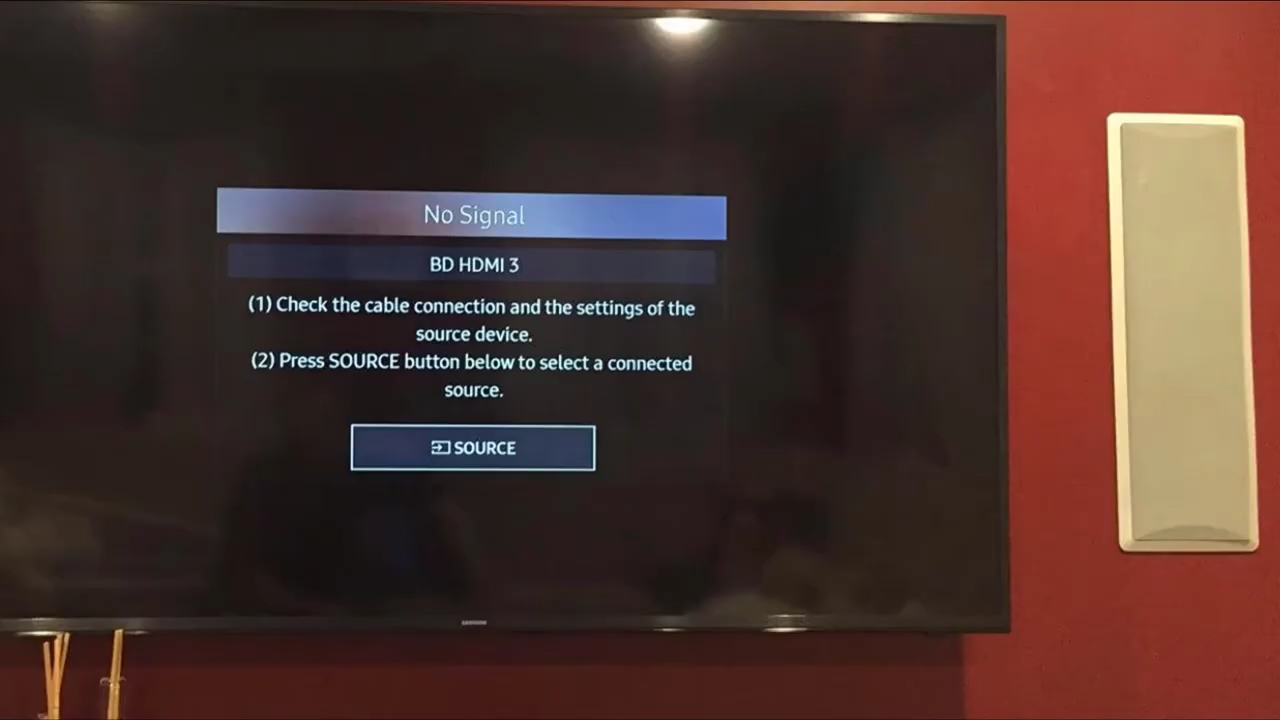 No Signal
BD HDMI 3
(1) Check the cable connection and the settings of the
source device.
(2) Press SOURCE button below to select a connected
source.
SOURCE
SAMSUNG